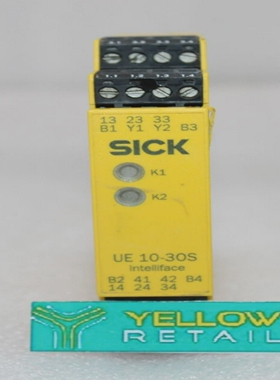 13 23 33
B1 Y1 Y2 B3
SICK
K1
K2
UE 10-30S
Intelliface
B2 41 42 B4
14 24 34
YELLOW
RETAIL